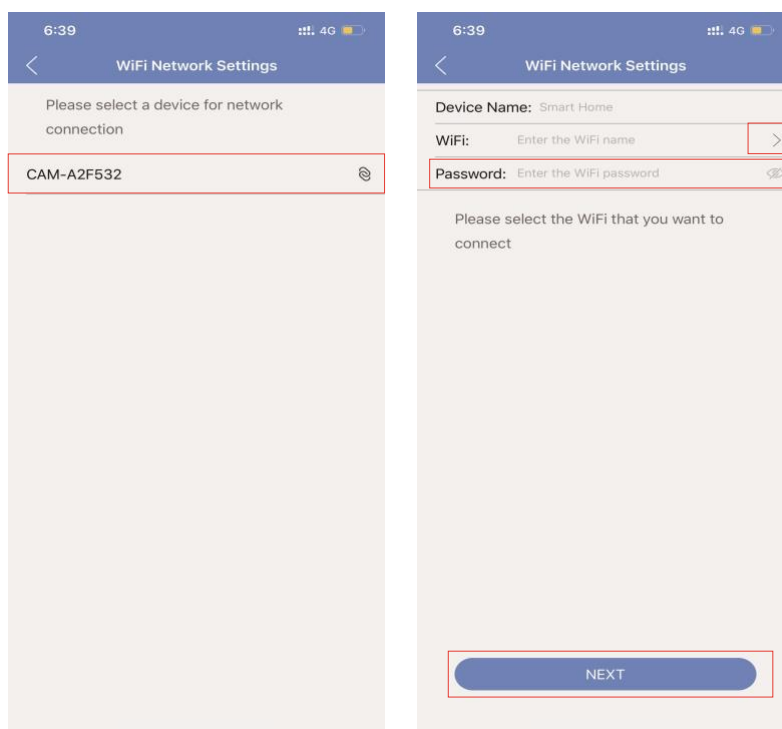 6:39
4G
WiFi Network Settings
Please select a device for network
connection
CAM-A2F532
6:39
4G
WiFi Network Settings
Device Name: Smart Home
WiFi: Enter the WiFi name
Password: Enter the WiFi password
Please select the WiFi that you want to
connect
NEXT